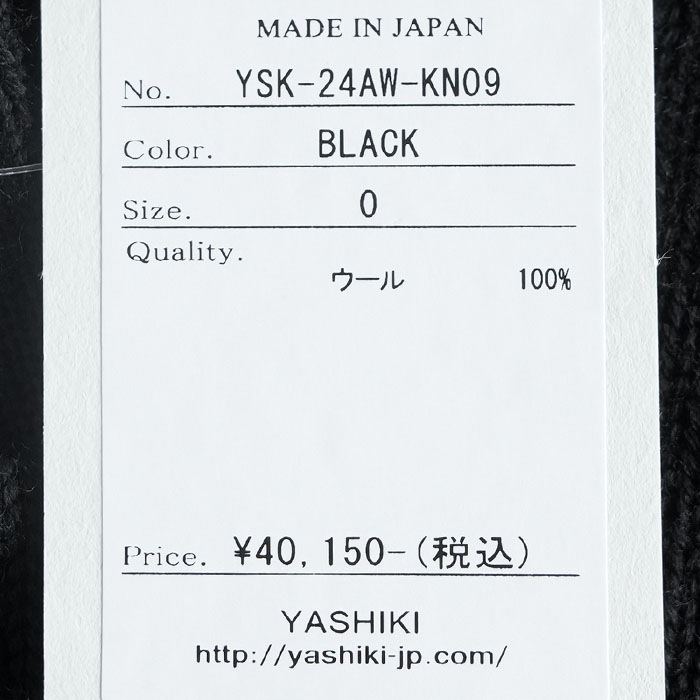 MADE IN JAPAN
No. YSK-24AW-KN09
Color. BLACK
Size. 0
Quality.
ウール 100%
Price. ¥40,150-(税込)
YASHIKI
http://yashiki-jp.com/